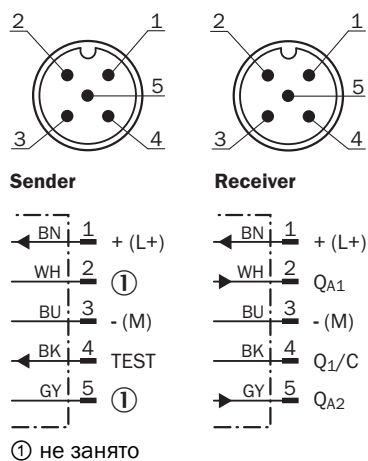 2 1 2 1
5 5
3 4 3 4
Sender Receiver
BN 1 + (L+) BN 1 + (L+)
WH 2 ① WH 2 QA1
BU 3 - (M) BU 3 - (M)
BK 4 TEST BK 4 Q1/C
GY 5 ① GY 5 QA2
① не занято